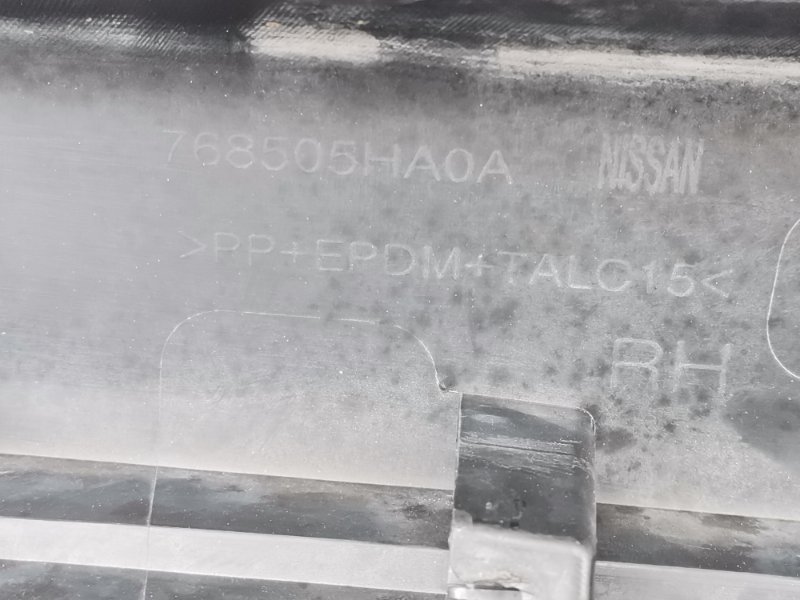 768505HA0A NISSAN
>PP+EPDM+TALC15<
RH